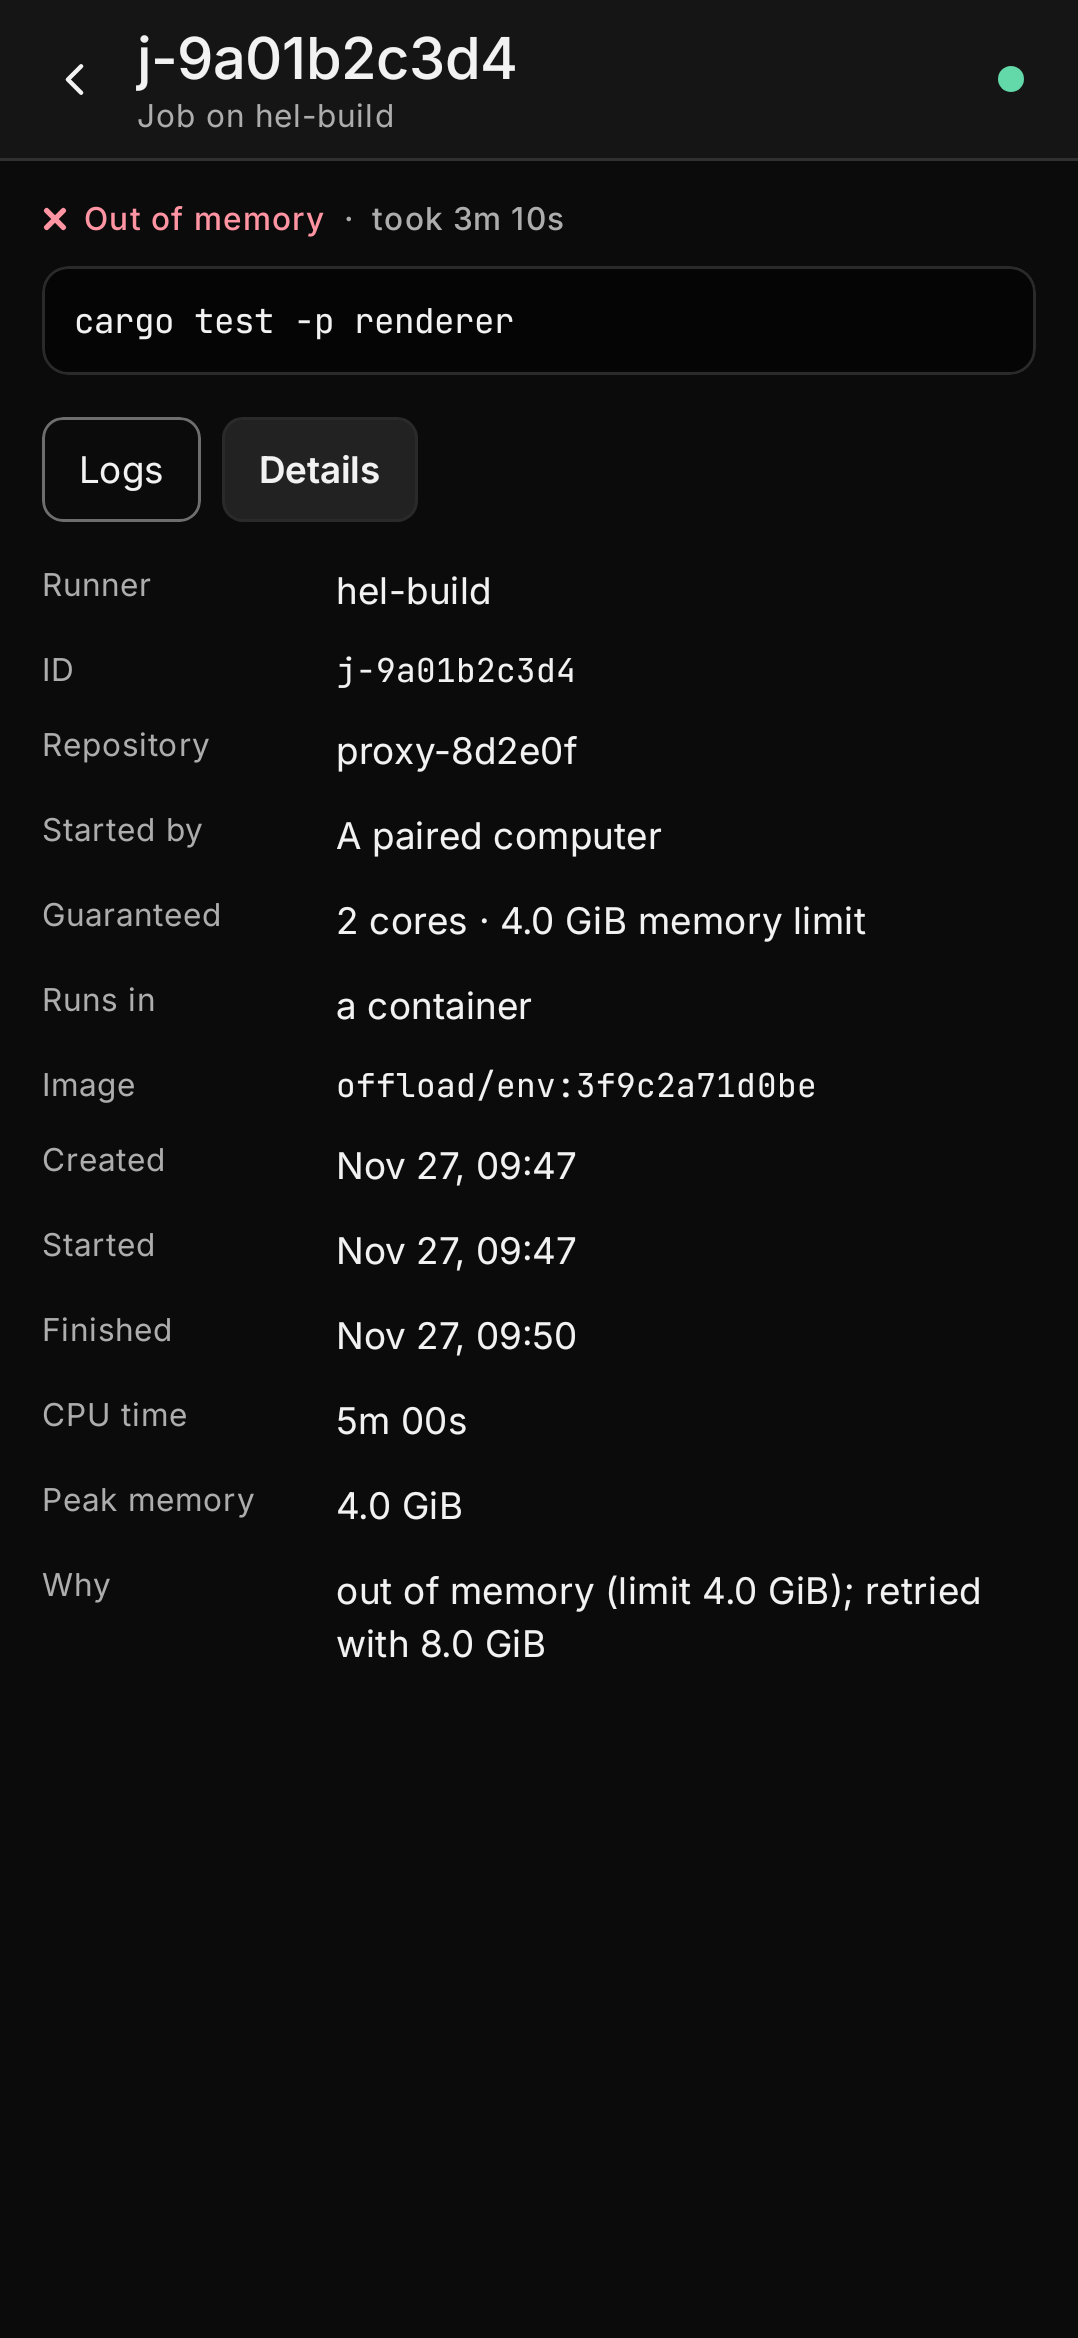 j-9a01b2c3d4
Job on hel-build
Out of memory · took 3m 10s
cargo test -p renderer
Logs
Details
Runner hel-build
ID j-9a01b2c3d4
Repository proxy-8d2e0f
Started by A paired computer
Guaranteed 2 cores · 4.0 GiB memory limit
Runs in a container
Image offload/env:3f9c2a71d0be
Created Nov 27, 09:47
Started Nov 27, 09:47
Finished Nov 27, 09:50
CPU time 5m 00s
Peak memory 4.0 GiB
Why out of memory (limit 4.0 GiB); retried
with 8.0 GiB